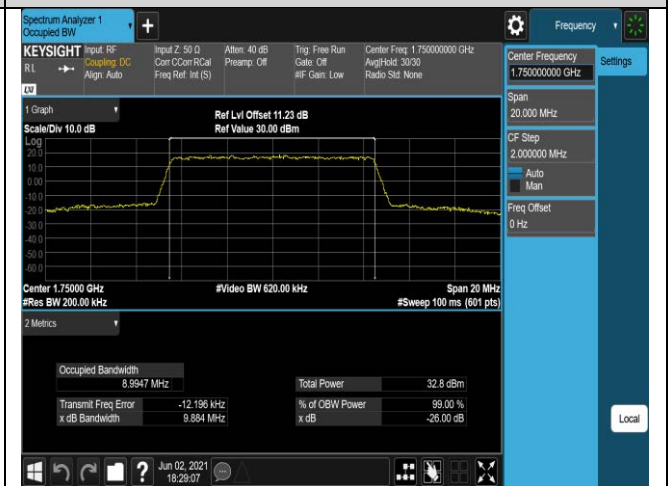 Spectrum Analyzer 1
Occupied BW
+
Frequency
KEYSIGHT
RL
LXI
Input: RF
Coupling: DC
Align: Auto
Input Z: 50 Ω
Corr CCorr RCal
Freq Ref: Int (S)
Atten: 40 dB
Preamp: Off
Trig: Free Run
Gate: Off
#IF Gain: Low
Center Freq: 1.750000000 GHz
Avg|Hold: 30/30
Radio Std: None
Center Frequency
1.750000000 GHz
Settings
Span
20.000 MHz
CF Step
2.000000 MHz
Auto
Man
Freq Offset
0 Hz
Local
1 Graph
Scale/Div 10.0 dB
Ref Lvl Offset 11.23 dB
Ref Value 30.00 dBm
Log
20.0
10.0
0.00
-10.0
-20.0
-30.0
-40.0
-50.0
-60.0
Center 1.75000 GHz
#Res BW 200.00 kHz
#Video BW 620.00 kHz
Span 20 MHz
#Sweep 100 ms (601 pts)
2 Metrics
Occupied Bandwidth
8.9947 MHz
Total Power 32.8 dBm
Transmit Freq Error -12.196 kHz
% of OBW Power 99.00 %
x dB Bandwidth 9.884 MHz
x dB -26.00 dB
?
Jun 02, 2021
18:29:07